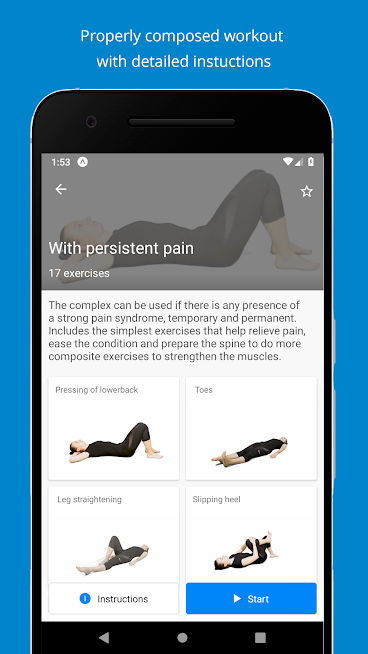 Properly composed workout
with detailed instuctions
1:53
With persistent pain
17 exercises
The complex can be used if there is any presence of
a strong pain syndrome, temporary and permanent.
Includes the simplest exercises that help relieve pain,
ease the condition and prepare the spine to do more
composite exercises to strengthen the muscles.
Pressing of lowerback
Toes
Leg straightening
Slipping heel
Instructions
Start